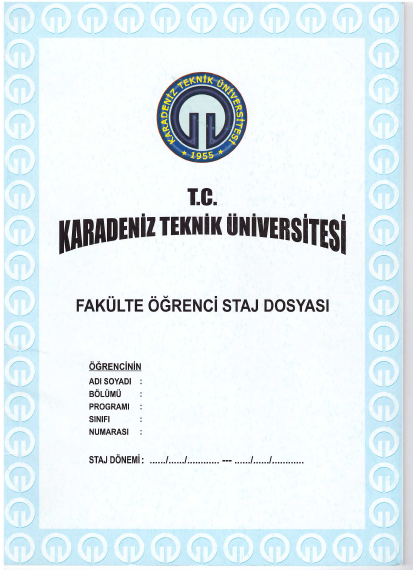 KARADENİZ TEKNİK ÜNİVERSİTESİ
1955
T.C.
KARADENİZ TEKNİK ÜNİVERSİTESİ
FAKÜLTE ÖĞRENCİ STAJ DOSYASI
ÖĞRENCİNİN
ADI SOYADI :
BÖLÜMÜ :
PROGRAMI :
SINIFI :
NUMARASI :
STAJ DÖNEMİ : ....../....../............ --- ....../....../............